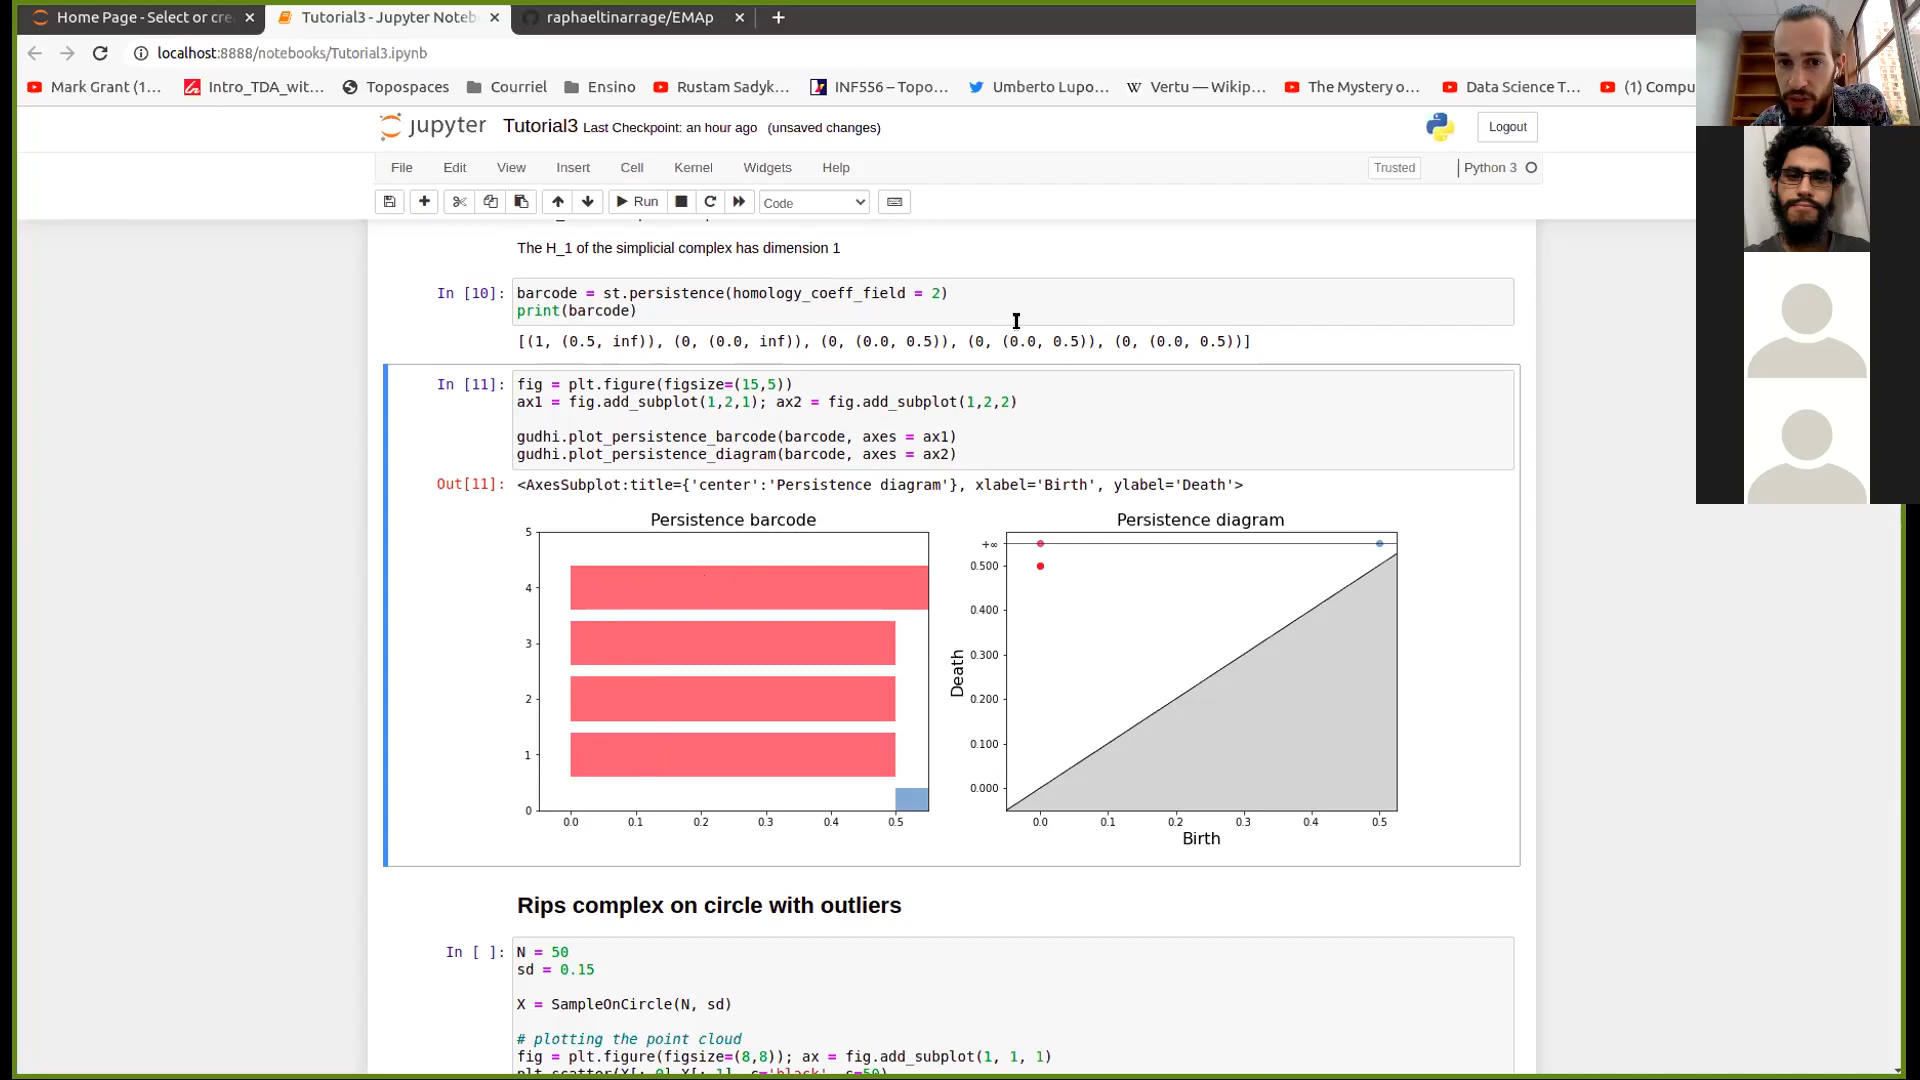 Home Page - Select or cre
Tutorial3 - Jupyter Noteb
raphaeltinarrage/EMAp
localhost:8888/notebooks/Tutorial3.ipynb
Mark Grant (1...
Intro_TDA_wit...
Topospaces
Courriel
Ensino
Rustam Sadyk...
INF556 – Topo...
Umberto Lupo...
Vertu — Wikip...
The Mystery o...
Data Science T...
(1) Compu
jupyter
Tutorial3 Last Checkpoint: an hour ago (unsaved changes)
Logout
File
Edit
View
Insert
Cell
Kernel
Widgets
Help
Trusted
Python 3
Run
Code
The H_1 of the simplicial complex has dimension 1
In [10]: barcode = st.persistence(homology_coeff_field = 2)
print(barcode)
[(1, (0.5, inf)), (0, (0.0, inf)), (0, (0.0, 0.5)), (0, (0.0, 0.5)), (0, (0.0, 0.5))]
In [11]: fig = plt.figure(figsize=(15,5))
ax1 = fig.add_subplot(1,2,1); ax2 = fig.add_subplot(1,2,2)
gudhi.plot_persistence_barcode(barcode, axes = ax1)
gudhi.plot_persistence_diagram(barcode, axes = ax2)
Out[11]: <AxesSubplot:title={'center':'Persistence diagram'}, xlabel='Birth', ylabel='Death'>
Persistence barcode
5
4
3
2
1
0
0.0 0.1 0.2 0.3 0.4 0.5
Persistence diagram
+∞
0.500
0.400
0.300
0.200
0.100
0.000
Death
0.0 0.1 0.2 0.3 0.4 0.5
Birth
Rips complex on circle with outliers
In [ ]: N = 50
sd = 0.15
X = SampleOnCircle(N, sd)
# plotting the point cloud
fig = plt.figure(figsize=(8,8)); ax = fig.add_subplot(1, 1, 1)
plt.scatter(X[:,0],X[:,1], c='black', s=50)